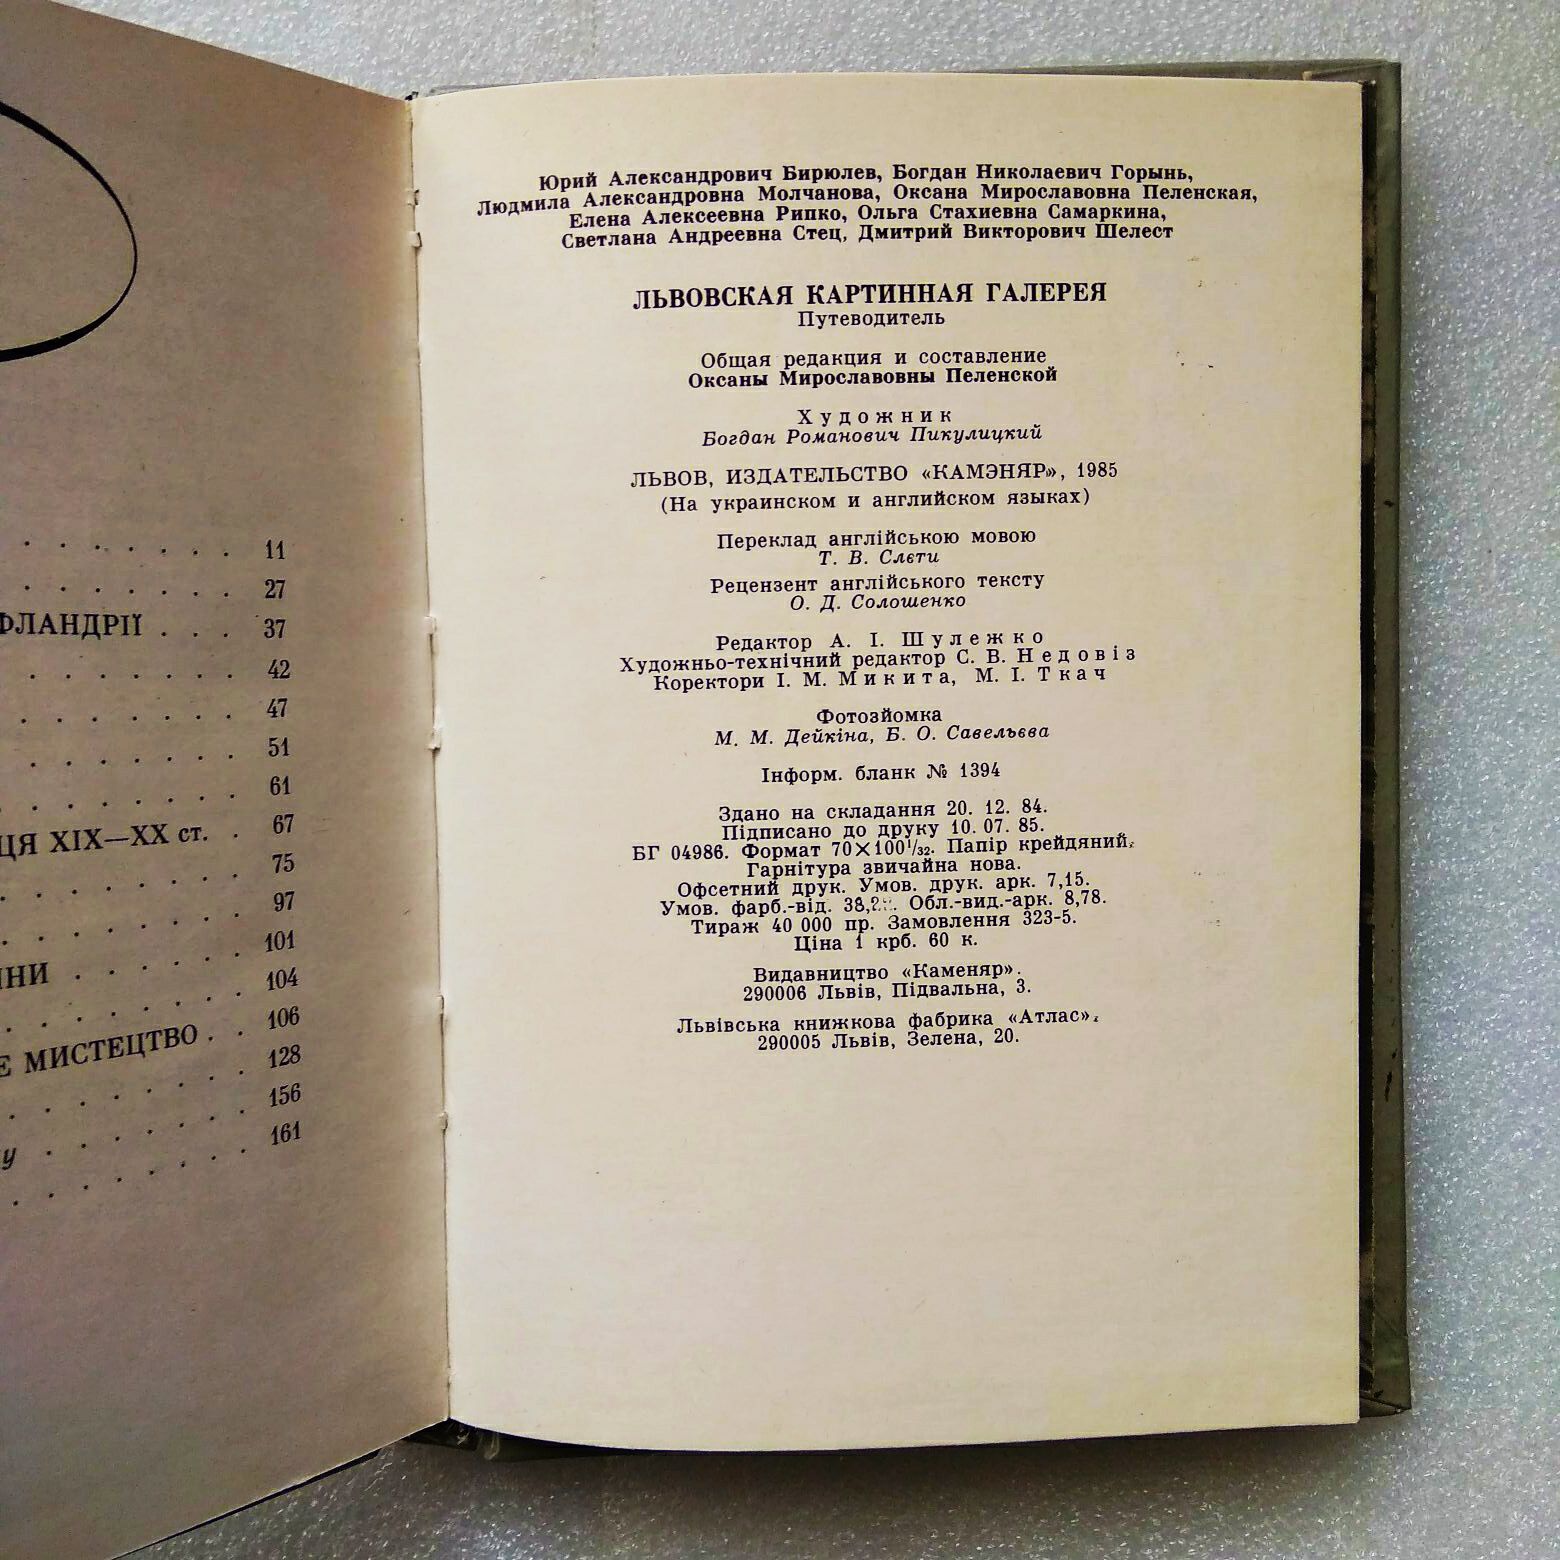 . . . . . . . 11
. . . . . . . 27
ФЛАНДРІЇ . . . 37
. . . . . . . 42
. . . . . . . 47
. . . . . . . 51
. . . . . . . 61
ХІХ—ХХ ст. . 67
. . . . . . . 75
. . . . . . . 97
. . . . . 101
. . . . . . . 104
МИСТЕЦТВО . . 106
. . . . . . . 128
. . . . . . . 156
. . . . . . . 161
Юрий Александрович Бирюлев, Богдан Николаевич Горынь,
Людмила Александровна Молчанова, Оксана Мирославовна Пеленская,
Елена Алексеевна Рипко, Ольга Стахиевна Самаркина,
Светлана Андреевна Стец, Дмитрий Викторович Шелест
ЛЬВОВСКАЯ КАРТИННАЯ ГАЛЕРЕЯ
Путеводитель
Общая редакция и составление
Оксаны Мирославовны Пеленской
Художник
Богдан Романович Пикулицкий
ЛЬВОВ, ИЗДАТЕЛЬСТВО «КАМЭНЯР», 1985
(На украинском и английском языках)
Переклад англійською мовою
Т. В. Слєти
Рецензент англійського тексту
О. Д. Солошенко
Редактор А. І. Шулежко
Художньо-технічний редактор С. В. Недовіз
Коректори І. М. Микита, М. І. Ткач
Фотозйомка
М. М. Дейкіна, Б. О. Савельєва
Інформ. бланк № 1394
Здано на складання 20. 12. 84.
Підписано до друку 10. 07. 85.
БГ 04986. Формат 70×100¹/₃₂. Папір крейдяний.
Гарнітура звичайна нова.
Офсетний друк. Умов. друк. арк. 7,15.
Умов. фарб.-від. Обл.-вид.-арк. 8,78.
Тираж 40 000 пр. Замовлення 323-5.
Ціна 1 крб. 60 к.
Видавництво «Каменяр».
290006 Львів, Підвальна, 3.
Львівська книжкова фабрика «Атлас».
290005 Львів, Зелена, 20.